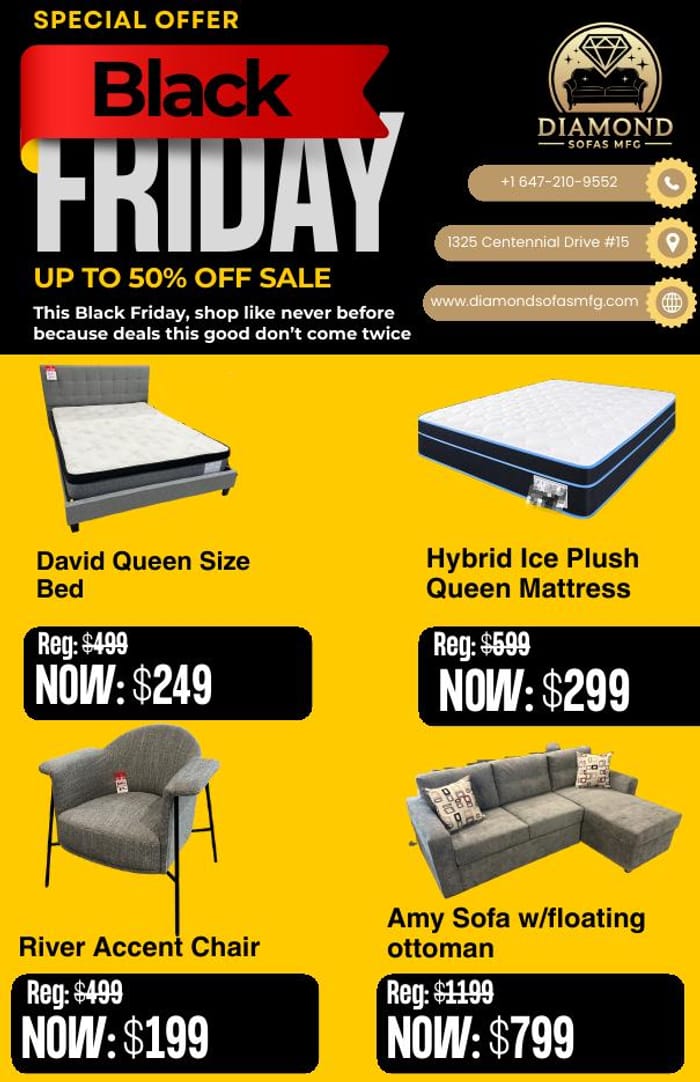 SPECIAL OFFER
Black
FRIDAY
UP TO 50% OFF SALE
This Black Friday, shop like never before
because deals this good don't come twice
DIAMOND
SOFAS MFG
+1 647-210-9552
1325 Centennial Drive #15
www.diamondsofasmfg.com
David Queen Size
Bed
Reg: $499
NOW: $249
Hybrid Ice Plush
Queen Mattress
Reg: $599
NOW: $299
River Accent Chair
Reg: $499
NOW: $199
Amy Sofa w/floating
ottoman
Reg: $1199
NOW: $799